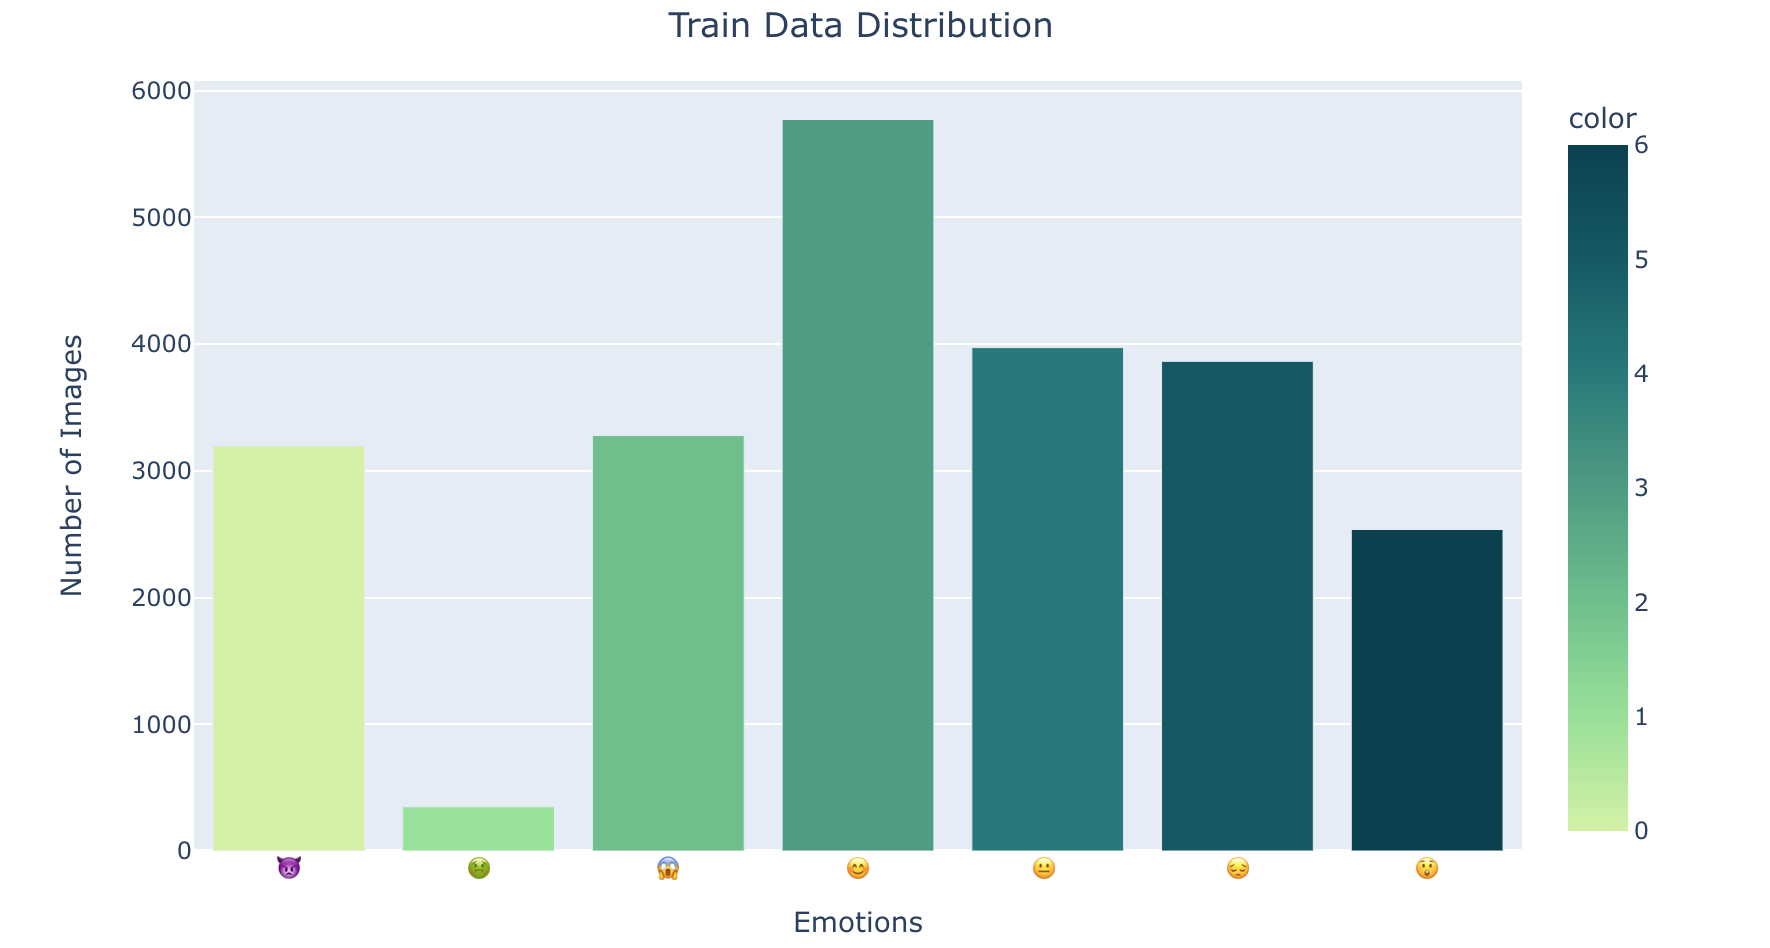 Train Data Distribution
6000
5000
4000
3000
2000
1000
0
Number of Images
👿 🤢 😱 😊 😐 😔 😲
Emotions
color
6
5
4
3
2
1
0